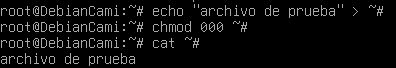 root@DebianCami:~# echo "archivo de prueba" > ~#
root@DebianCami:~# chmod 000 ~#
root@DebianCami:~# cat ~#
archivo de prueba